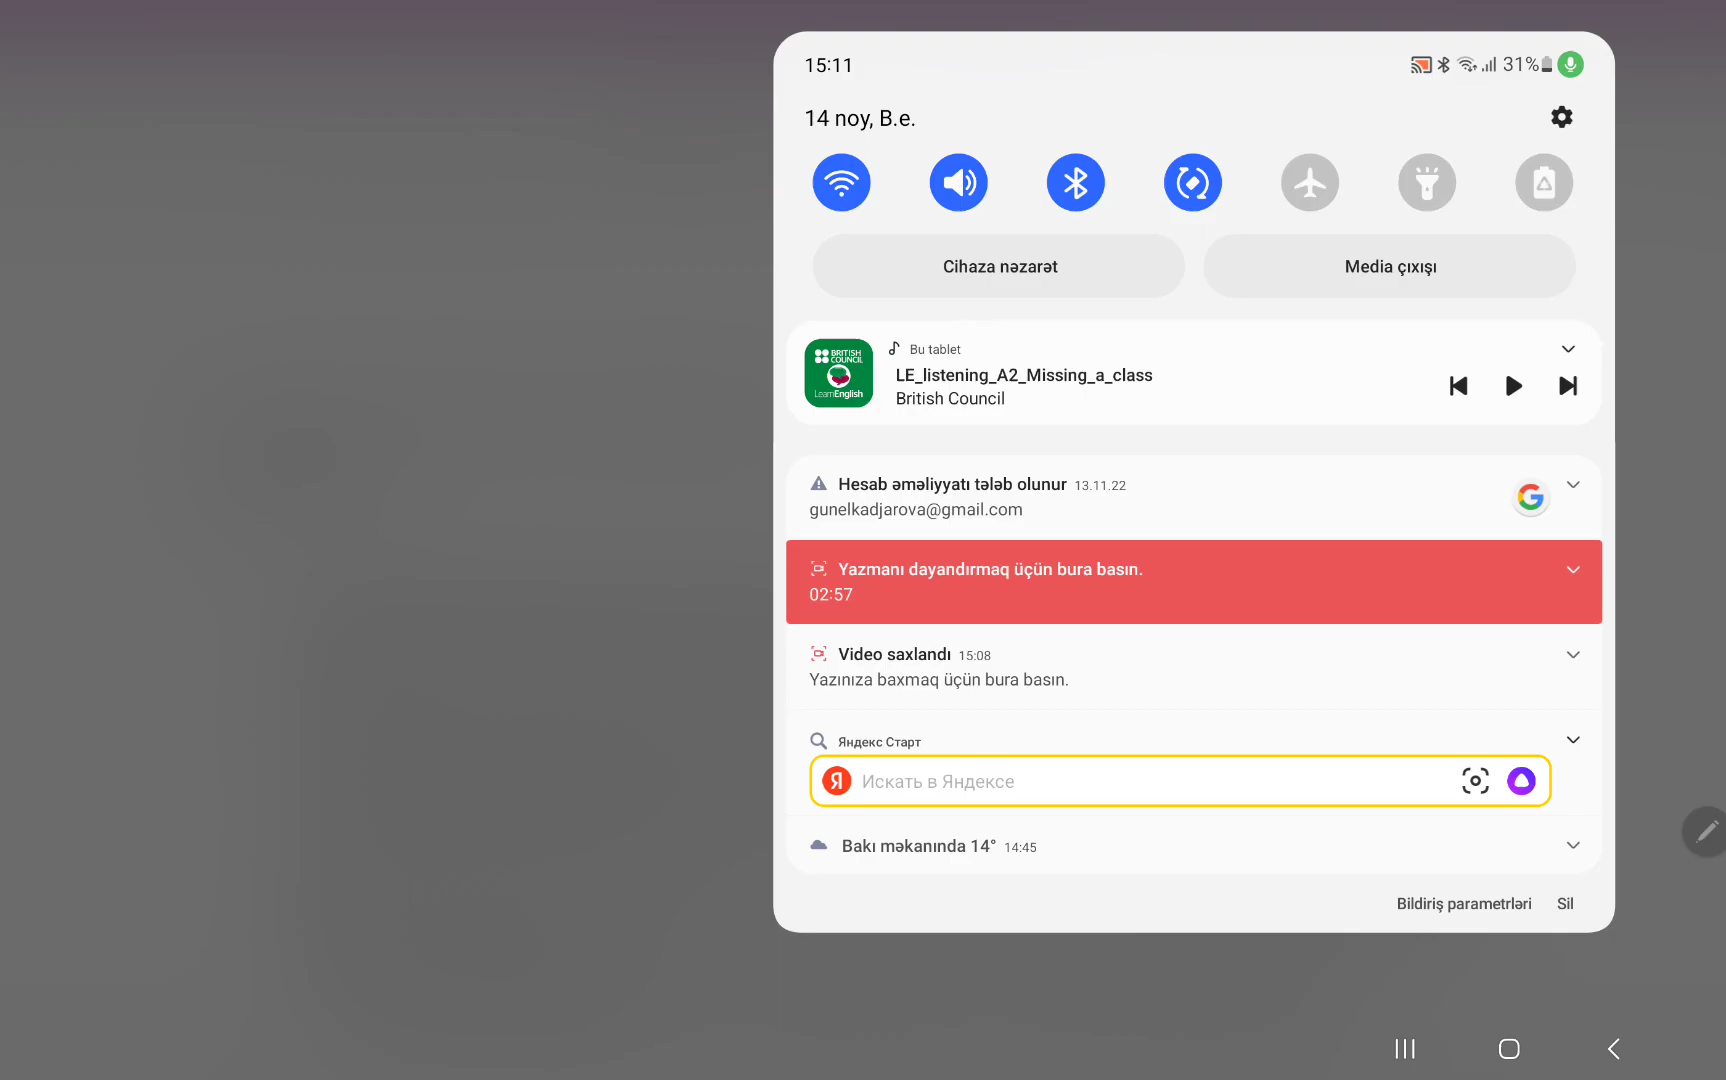 15:11
31%
14 noy, B.e.
Cihaza nəzarət
Media çıxışı
BRITISH
COUNCIL
LearnEnglish
Bu tablet
LE_listening_A2_Missing_a_class
British Council
Hesab əməliyyatı tələb olunur 13.11.22
gunelkadjarova@gmail.com
Yazmanı dayandırmaq üçün bura basın.
02:57
Video saxlandı 15:08
Yazınıza baxmaq üçün bura basın.
Яндекс Старт
Я Искать в Яндексе
Bakı məkanında 14° 14:45
Bildiriş parametrləri
Sil